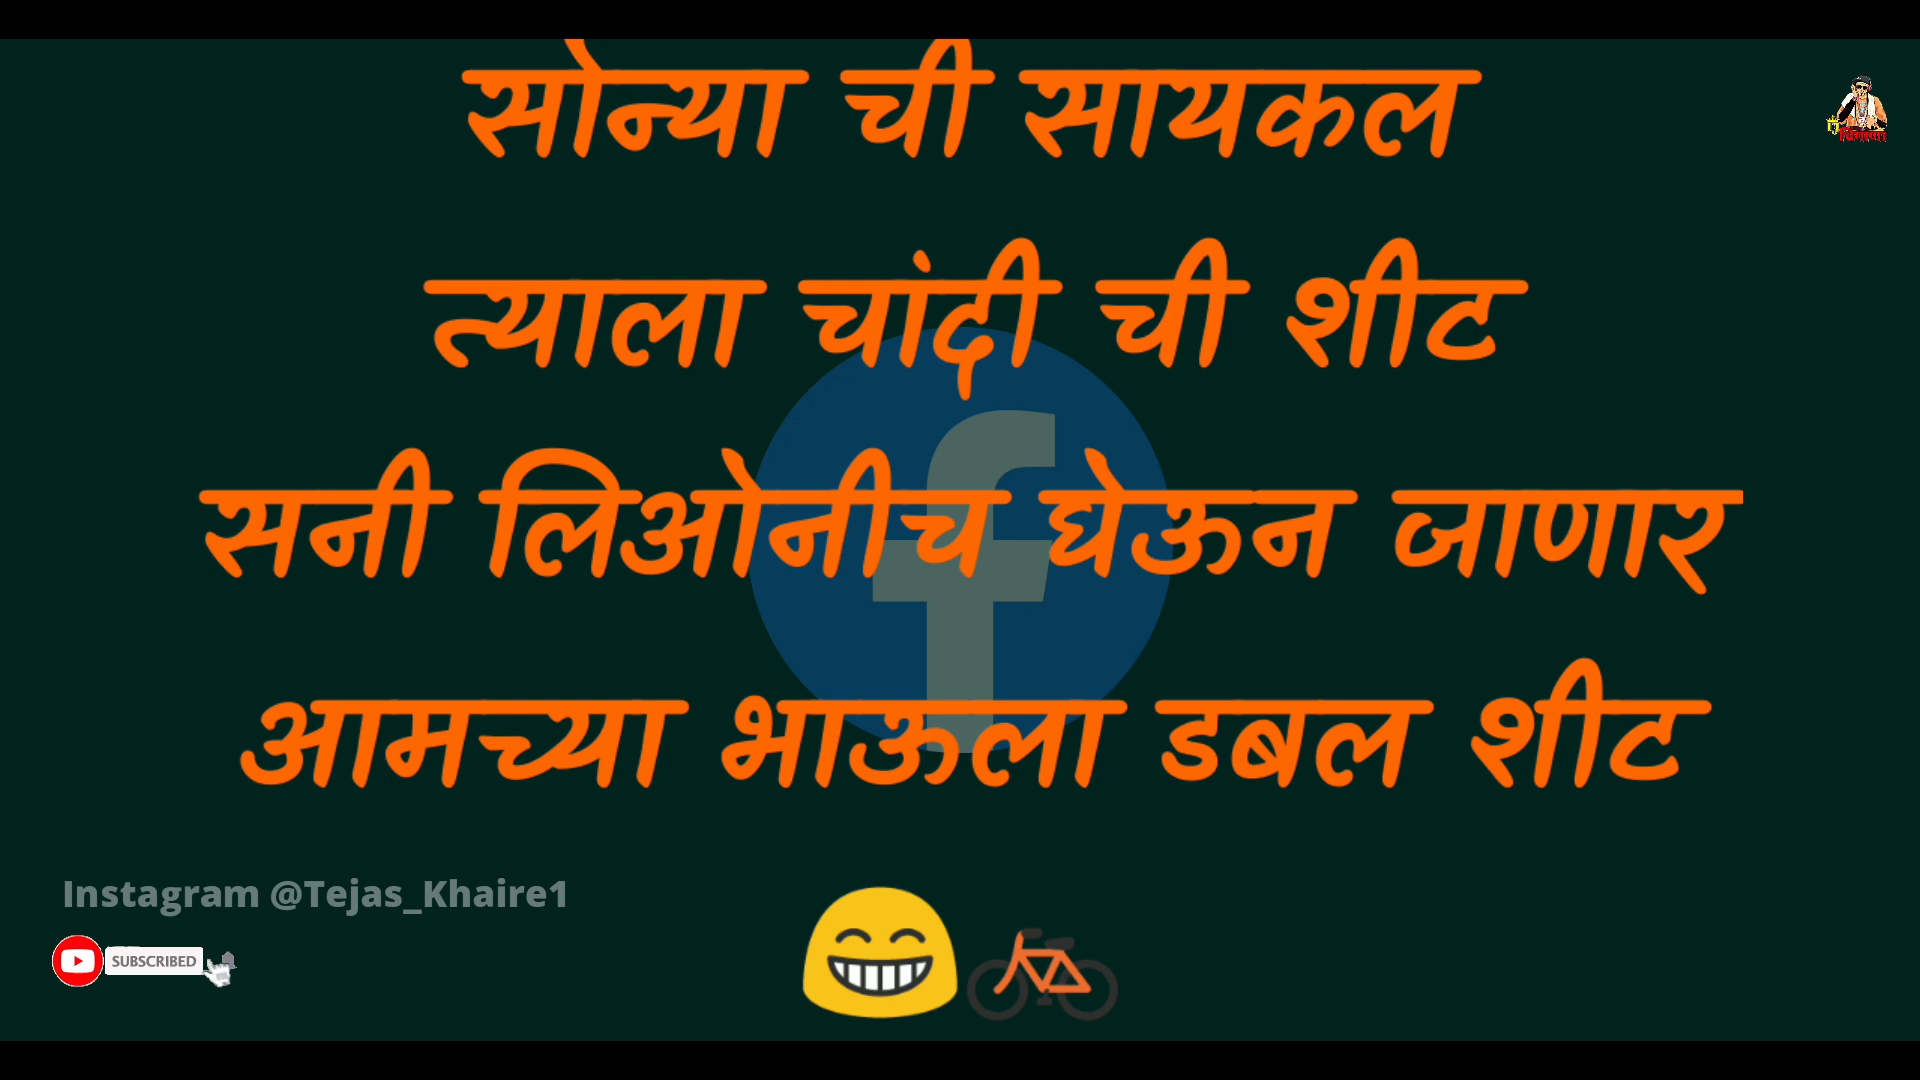 सोन्या ची सायकल
त्याला चांदी ची शीट
सनी लिओनीच घेऊन जाणार
आमच्या भाऊला डबल शीट
Instagram @Tejas_Khaire1
SUBSCRIBED